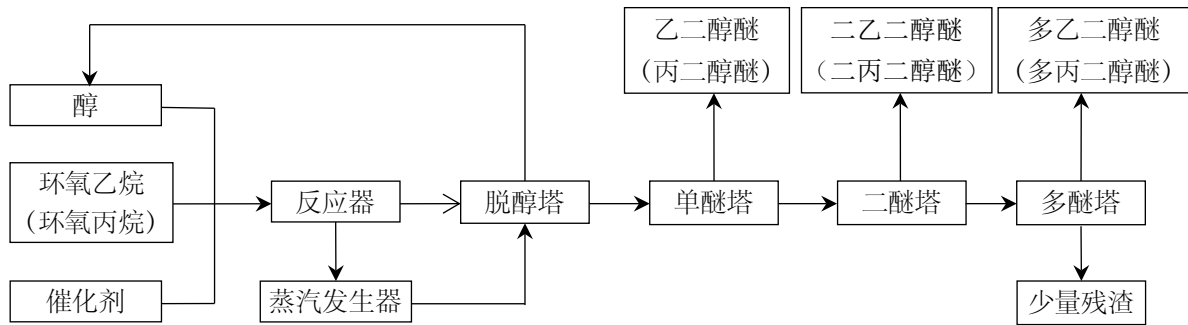 乙二醇醚
(丙二醇醚)
二乙二醇醚
(二丙二醇醚)
多乙二醇醚
(多丙二醇醚)
醇
环氧乙烷
(环氧丙烷)
反应器
脱醇塔
单醚塔
二醚塔
多醚塔
催化剂
蒸汽发生器
少量残渣